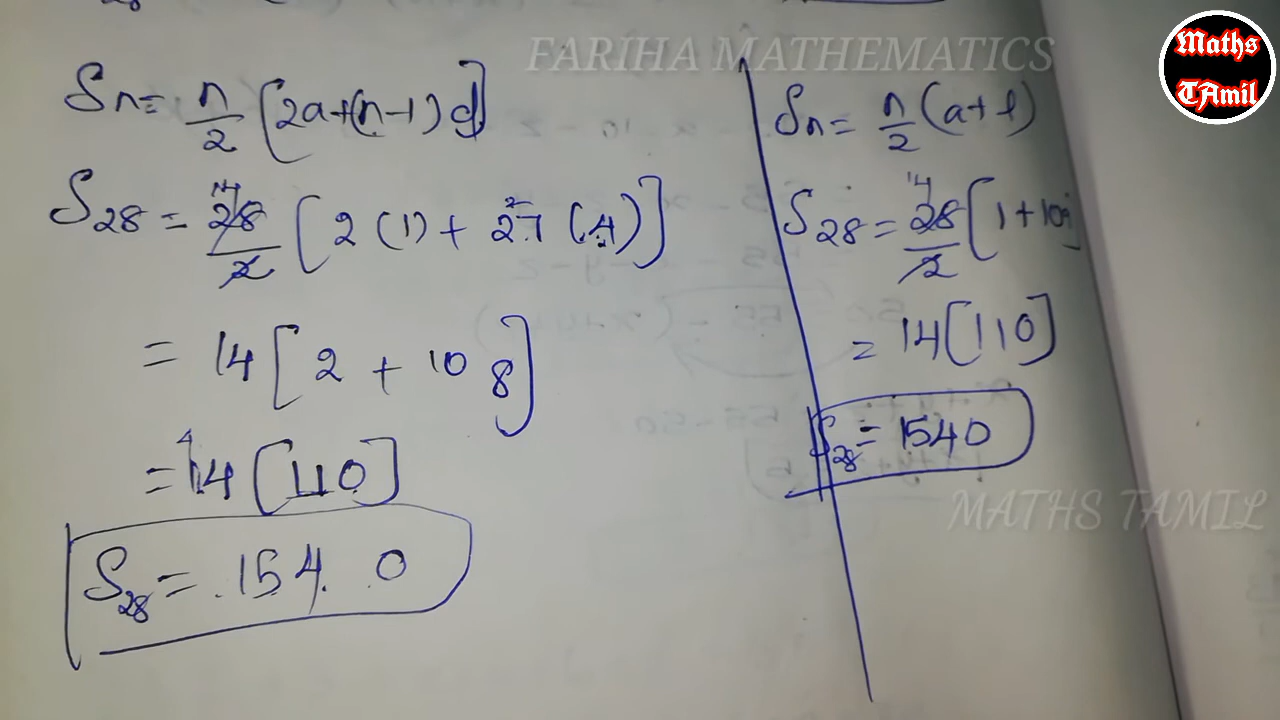 FARIHA MATHEMATICS
Maths
TAmil
Sn = n/2 [2a+(n-1)d]
S28 = 28/2 [2(1) + 27(4)]
= 14[2 + 108]
= 14[110]
S28 = 1540
Sn = n/2 (a+l)
S28 = 28/2 [1+109]
= 14[110]
S28 = 1540
MATHS TAMIL